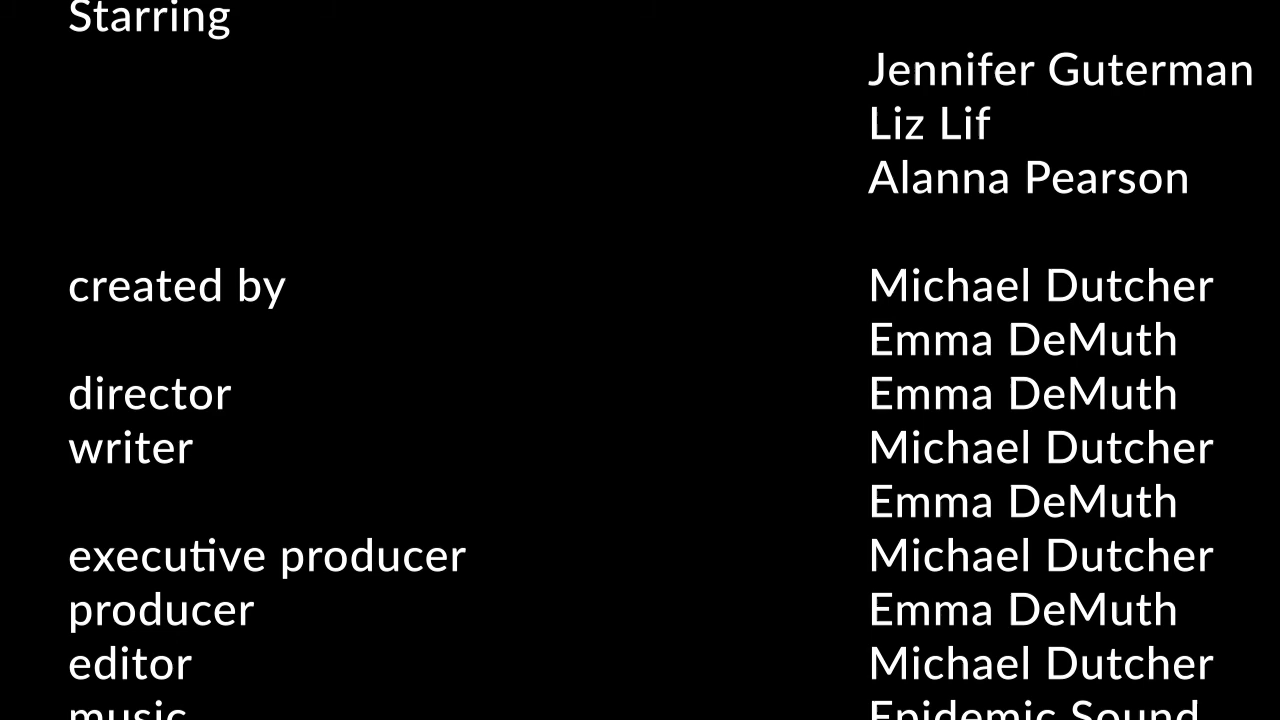 Starring
Jennifer Guterman
Liz Lif
Alanna Pearson
created by Michael Dutcher
Emma DeMuth
director Emma DeMuth
writer Michael Dutcher
Emma DeMuth
executive producer Michael Dutcher
producer Emma DeMuth
editor Michael Dutcher
music Epidemic Sound